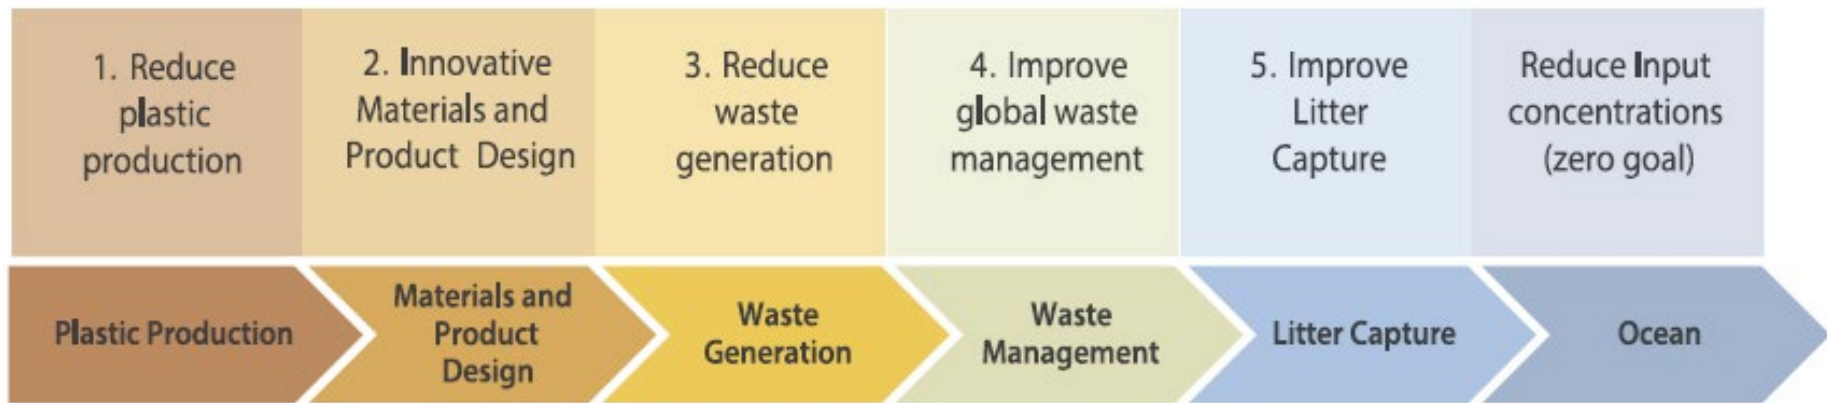 1. Reduce
plastic
production
2. Innovative
Materials and
Product Design
3. Reduce
waste
generation
4. Improve
global waste
management
5. Improve
Litter
Capture
Reduce Input
concentrations
(zero goal)
Plastic Production
Materials and
Product
Design
Waste
Generation
Waste
Management
Litter Capture
Ocean